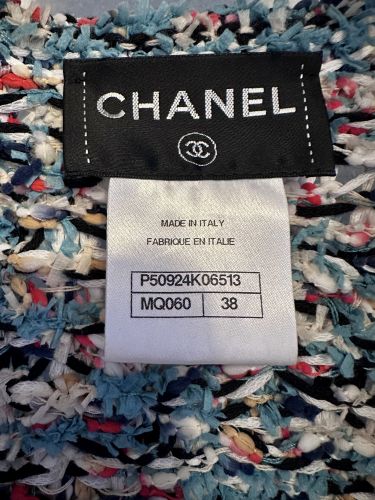 CHANEL
MADE IN ITALY
FABRIQUE EN ITALIE
P50924K06513
MQ060 38